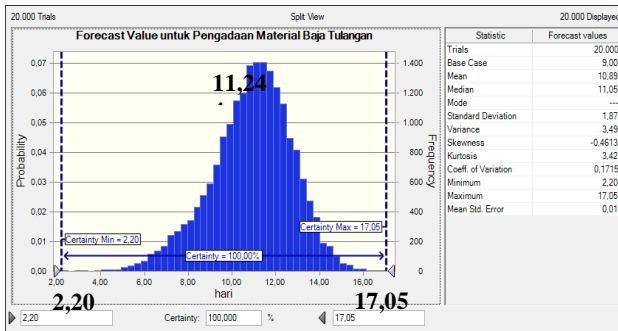 20.000 Trials Split View 20.000 Displayed
Forecast Value untuk Pengadaan Material Baja Tulangan
0,07
0,06
0,05
0,04
0,03
0,02
0,01
0,00
Probability
11,24
1.400
1.200
1.000
800
600
400
200
0
Frequency
Certainty Min = 2,20
Certainty Max = 17,05
Certainty = 100,00%
2,00 4,00 6,00 8,00 10,00 12,00 14,00 16,00
hari
2,20 17,05
2,20 Certainty: 100,000 % 17,05
Statistic Forecast values
Trials 20.000
Base Case 9,00
Mean 10,89
Median 11,05
Mode ---
Standard Deviation 1,87
Variance 3,49
Skewness -0,4613
Kurtosis 3,42
Coeff. of Variation 0,1715
Minimum 2,20
Maximum 17,05
Mean Std. Error 0,01